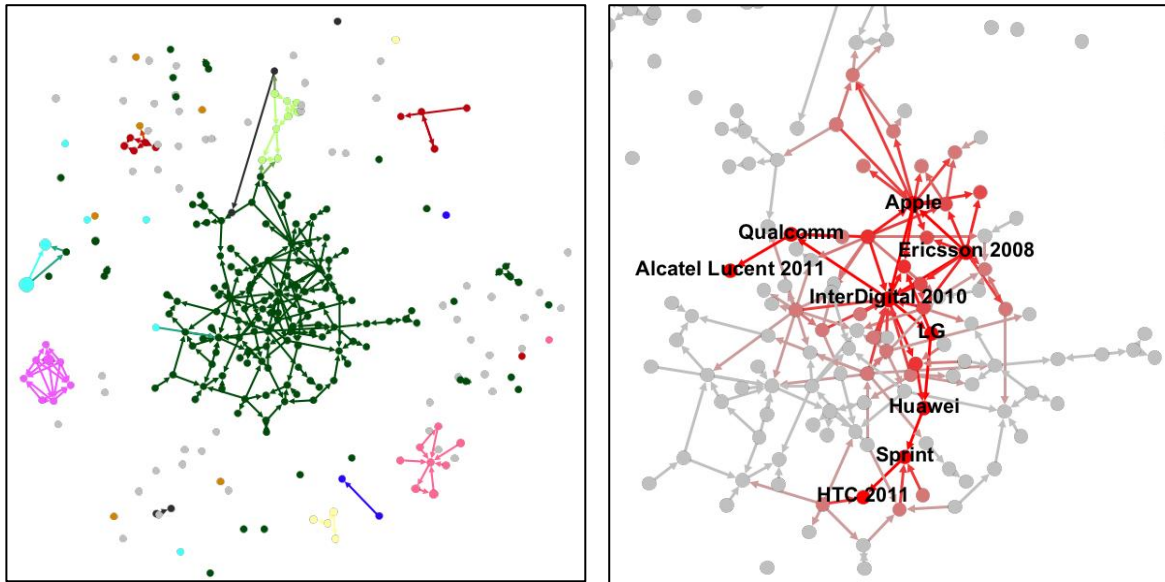 Apple
Qualcomm
Ericsson 2008
Alcatel Lucent 2011
InterDigital 2010
LG
Huawei
Sprint
HTC 2011